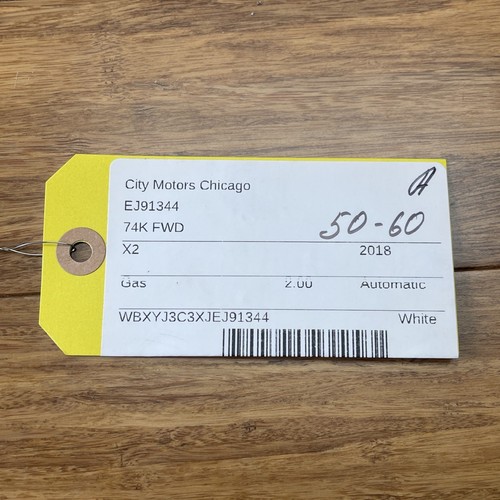 City Motors Chicago A
EJ91344
74K FWD 50-60
X2 2018
Gas 2.00 Automatic
WBXYJ3C3XJEJ91344 White